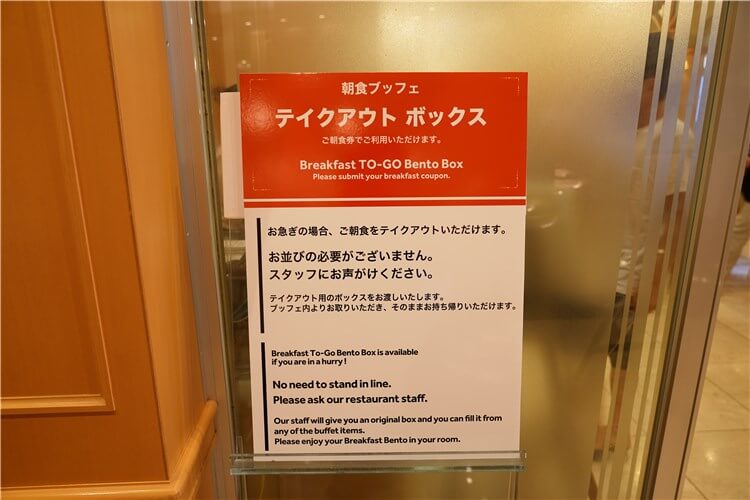 朝食ブッフェ
テイクアウト ボックス
ご朝食券でご利用いただけます。
Breakfast TO-GO Bento Box
Please submit your breakfast coupon.
お急ぎの場合、ご朝食をテイクアウトいただけます。
お並びの必要がございません。
スタッフにお声がけください。
テイクアウト用のボックスをお渡しいたします。
ブッフェ内よりお取りいただき、そのままお持ち帰りいただけます。
Breakfast To-Go Bento Box is available
if you are in a hurry !
No need to stand in line.
Please ask our restaurant staff.
Our staff will give you an original box and you can fill it from
any of the buffet items.
Please enjoy your Breakfast Bento in your room.